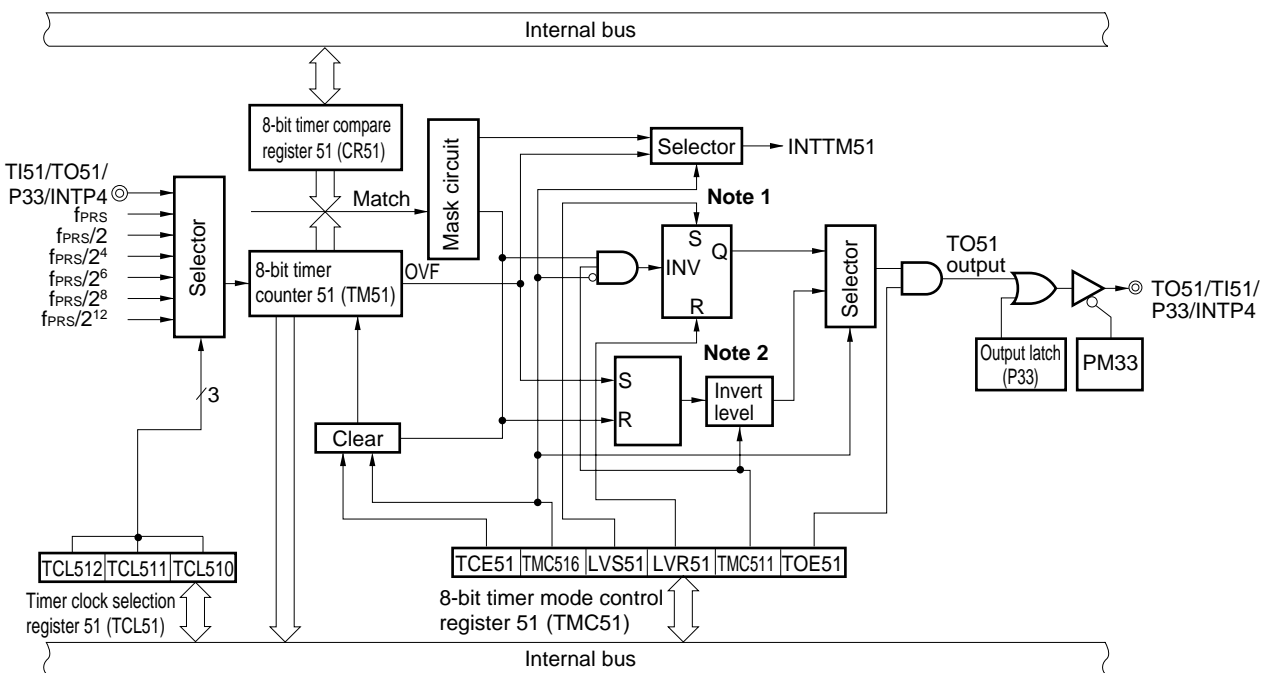 Internal bus
8-bit timer compare
register 51 (CR51)
Mask circuit
Selector
INTTM51
TI51/TO51/
P33/INTP4
fPRS
fPRS/2
fPRS/2⁴
fPRS/2⁶
fPRS/2⁸
fPRS/2¹²
Selector
Match
Note 1
8-bit timer
counter 51 (TM51)
OVF
S
INV
Q
R
Selector
TO51
output
TO51/TI51/
P33/INTP4
Note 2
Output latch
(P33)
PM33
S
R
Invert
level
3
Clear
TCL512 TCL511 TCL510
Timer clock selection
register 51 (TCL51)
TCE51 TMC516 LVS51 LVR51 TMC511 TOE51
8-bit timer mode control
register 51 (TMC51)
Internal bus